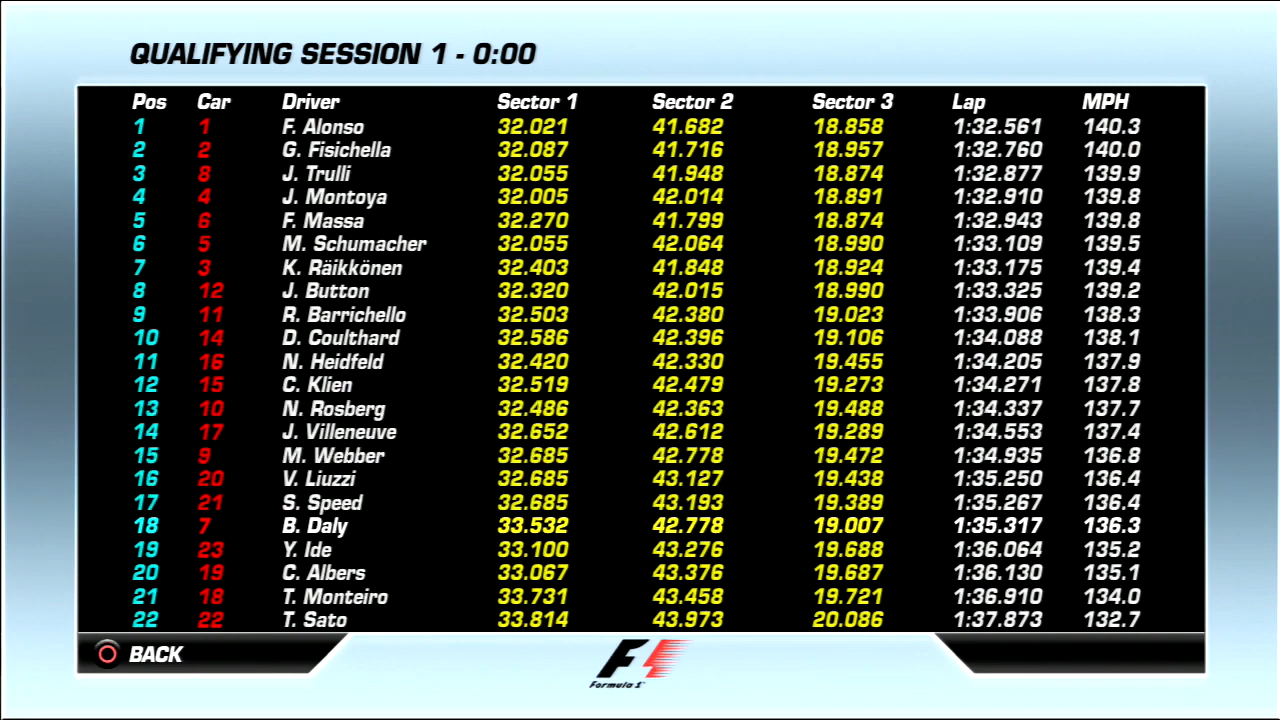 QUALIFYING SESSION 1 - 0:00
Pos Car Driver Sector 1 Sector 2 Sector 3 Lap MPH
1 1 F. Alonso 32.021 41.682 18.858 1:32.561 140.3
2 2 G. Fisichella 32.087 41.716 18.957 1:32.760 140.0
3 8 J. Trulli 32.055 41.948 18.874 1:32.877 139.9
4 4 J. Montoya 32.005 42.014 18.891 1:32.910 139.8
5 6 F. Massa 32.270 41.799 18.874 1:32.943 139.8
6 5 M. Schumacher 32.055 42.064 18.990 1:33.109 139.5
7 3 K. Räikkönen 32.403 41.848 18.924 1:33.175 139.4
8 12 J. Button 32.320 42.015 18.990 1:33.325 139.2
9 11 R. Barrichello 32.503 42.380 19.023 1:33.906 138.3
10 14 D. Coulthard 32.586 42.396 19.106 1:34.088 138.1
11 16 N. Heidfeld 32.420 42.330 19.455 1:34.205 137.9
12 15 C. Klien 32.519 42.479 19.273 1:34.271 137.8
13 10 N. Rosberg 32.486 42.363 19.488 1:34.337 137.7
14 17 J. Villeneuve 32.652 42.612 19.289 1:34.553 137.4
15 9 M. Webber 32.685 42.778 19.472 1:34.935 136.8
16 20 V. Liuzzi 32.685 43.127 19.438 1:35.250 136.4
17 21 S. Speed 32.685 43.193 19.389 1:35.267 136.4
18 7 B. Daly 33.532 42.778 19.007 1:35.317 136.3
19 23 Y. Ide 33.100 43.276 19.688 1:36.064 135.2
20 19 C. Albers 33.067 43.376 19.687 1:36.130 135.1
21 18 T. Monteiro 33.731 43.458 19.721 1:36.910 134.0
22 22 T. Sato 33.814 43.973 20.086 1:37.873 132.7
BACK
F1
Formula 1